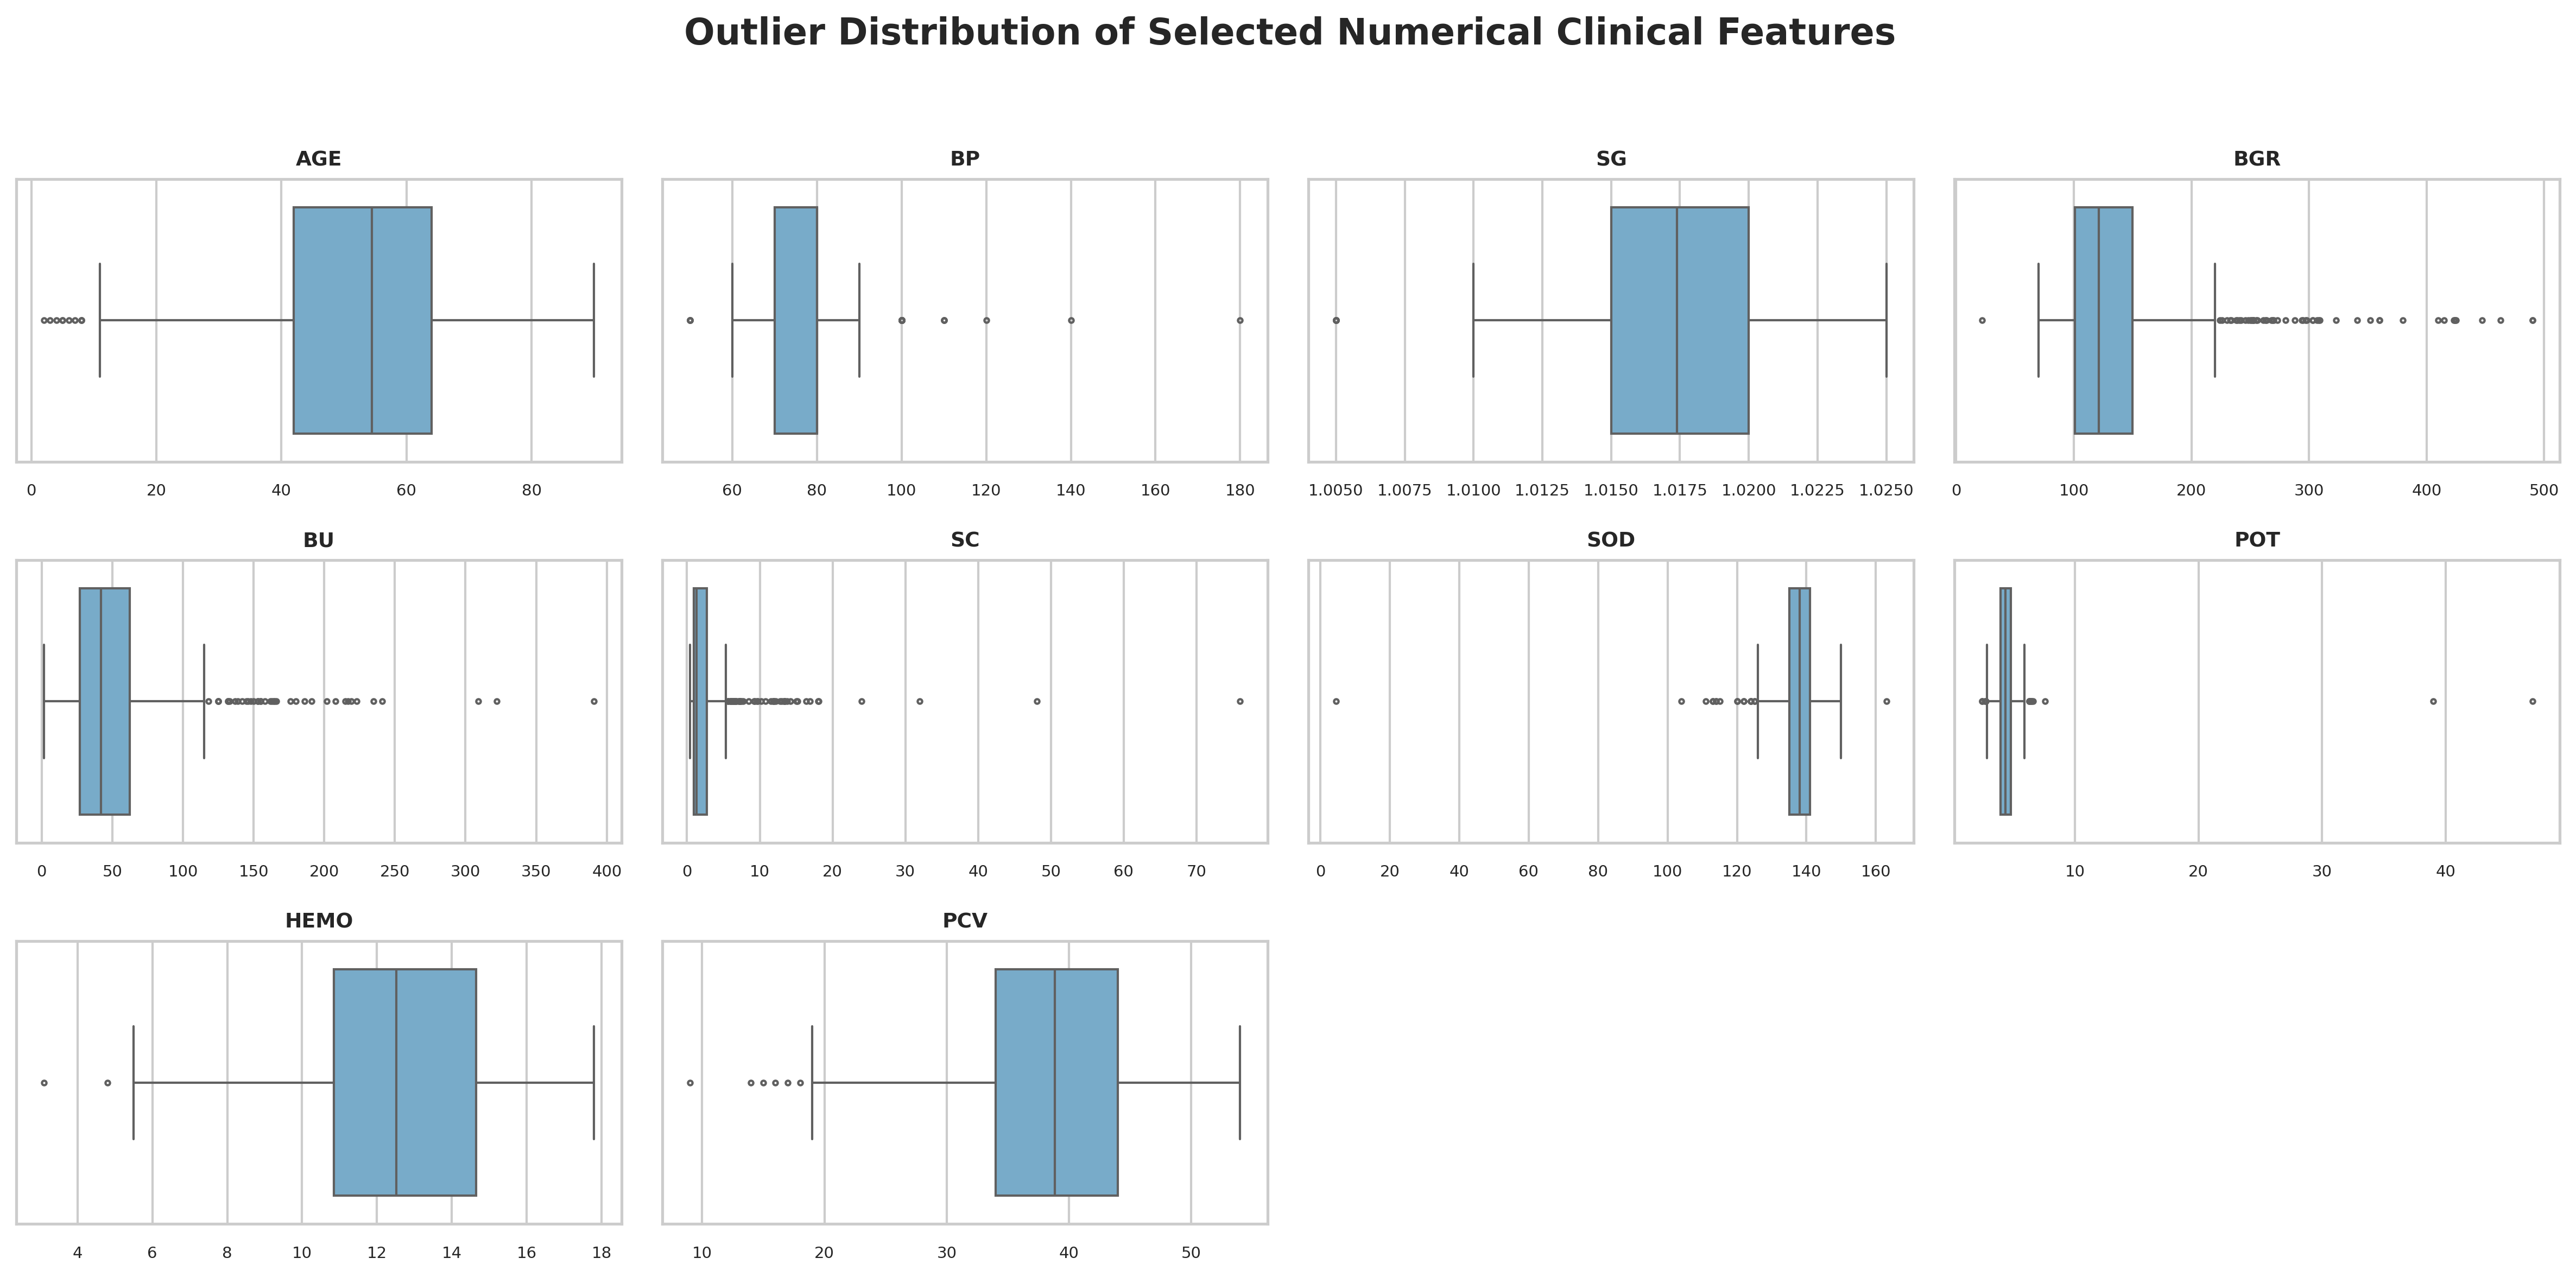 Outlier Distribution of Selected Numerical Clinical Features
AGE BP SG BGR
0 20 40 60 80 60 80 100 120 140 160 180 1.0050 1.0075 1.0100 1.0125 1.0150 1.0175 1.0200 1.0225 1.0250 0 100 200 300 400 500
BU SC SOD POT
0 50 100 150 200 250 300 350 400 0 10 20 30 40 50 60 70 0 20 40 60 80 100 120 140 160 10 20 30 40
HEMO PCV
4 6 8 10 12 14 16 18 10 20 30 40 50